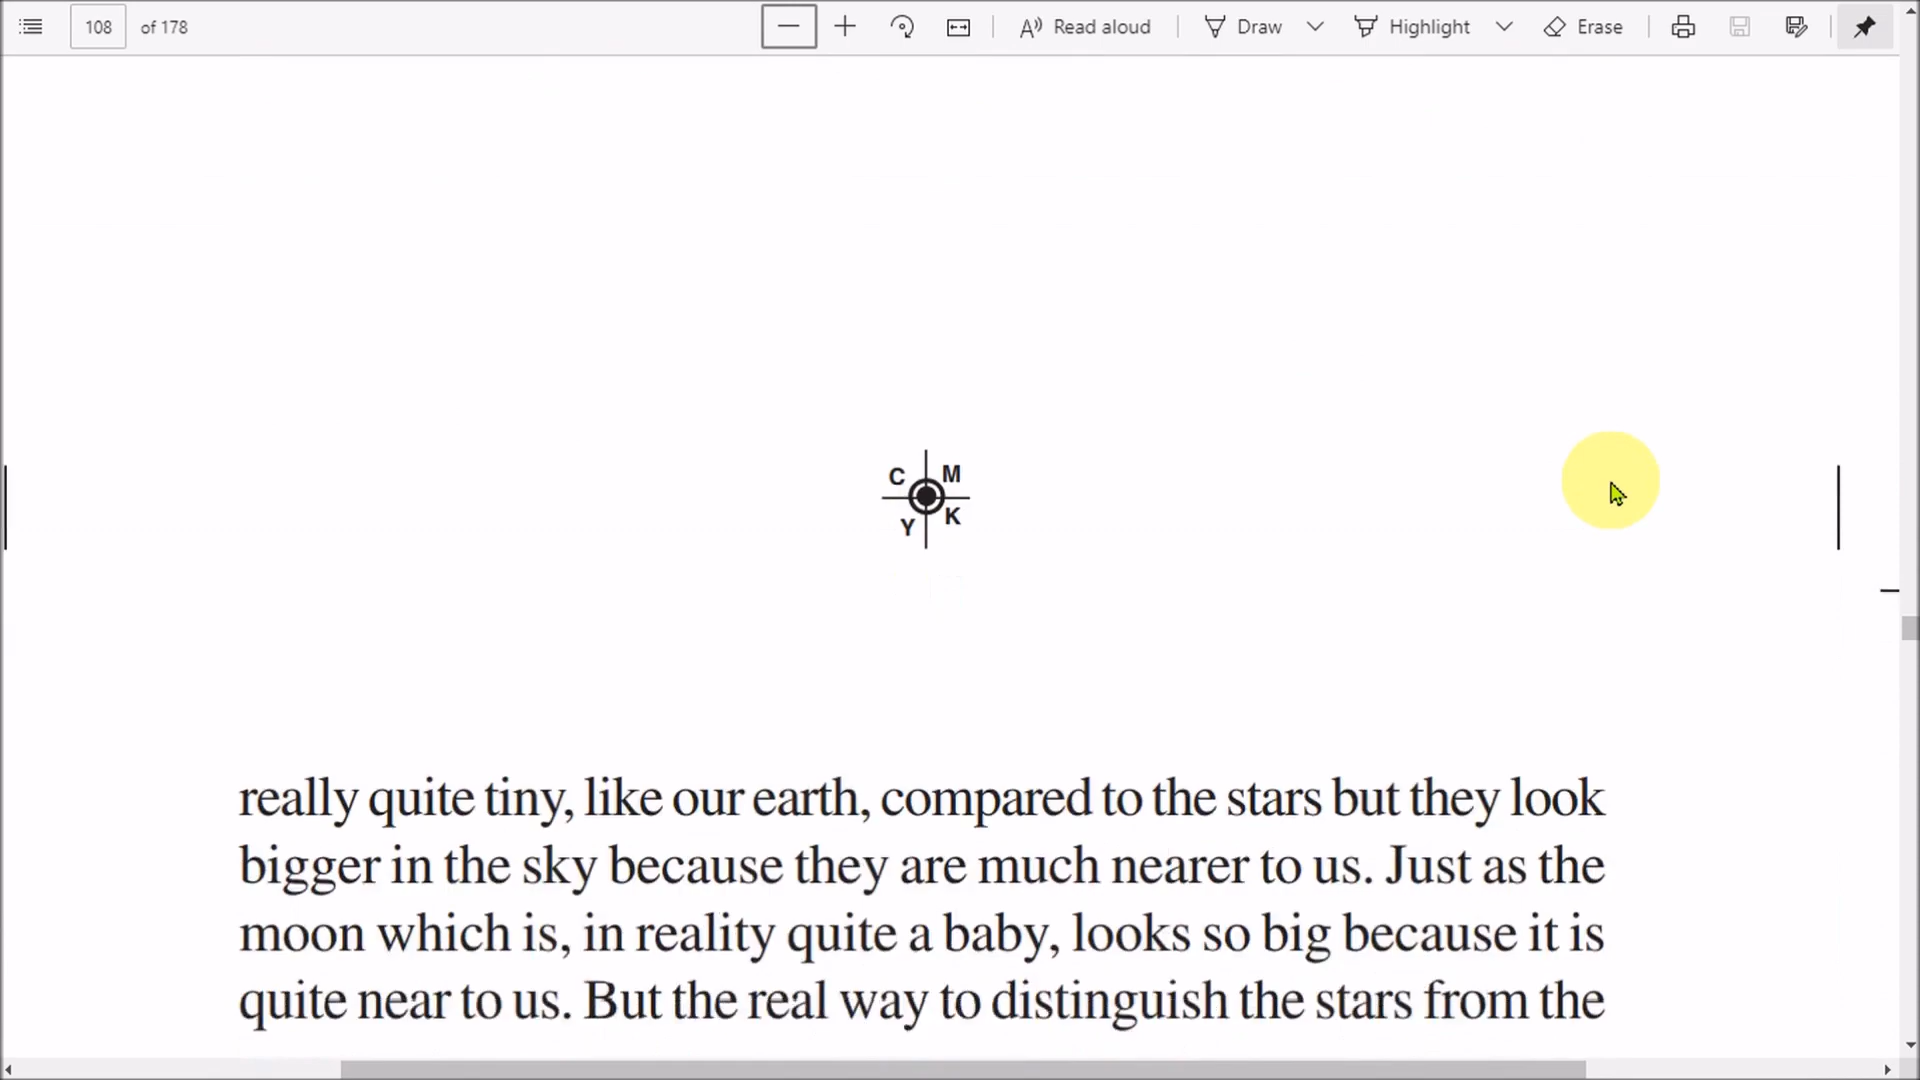 108 of 178 Read aloud Draw Highlight Erase
C M
Y K
really quite tiny, like our earth, compared to the stars but they look
bigger in the sky because they are much nearer to us. Just as the
moon which is, in reality quite a baby, looks so big because it is
quite near to us. But the real way to distinguish the stars from the